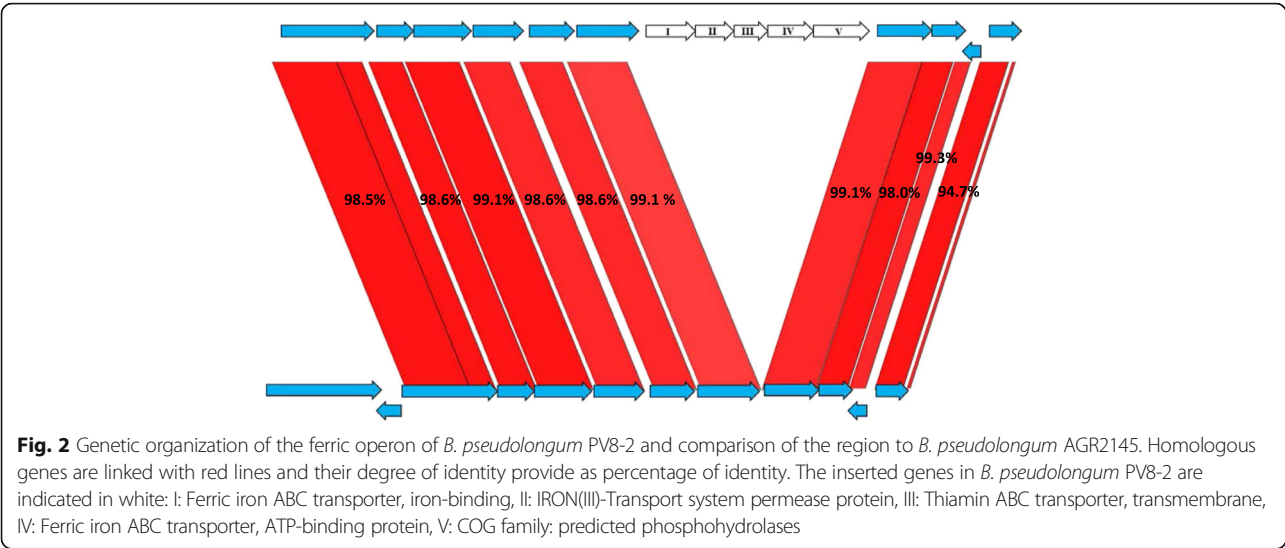 I II III IV V
99.3%
98.5% 98.6% 99.1% 98.6% 98.6% 99.1 % 99.1% 98.0% 94.7%
Fig. 2 Genetic organization of the ferric operon of B. pseudolongum PV8-2 and comparison of the region to B. pseudolongum AGR2145. Homologous
genes are linked with red lines and their degree of identity provide as percentage of identity. The inserted genes in B. pseudolongum PV8-2 are
indicated in white: I: Ferric iron ABC transporter, iron-binding, II: IRON(III)-Transport system permease protein, III: Thiamin ABC transporter, transmembrane,
IV: Ferric iron ABC transporter, ATP-binding protein, V: COG family: predicted phosphohydrolases